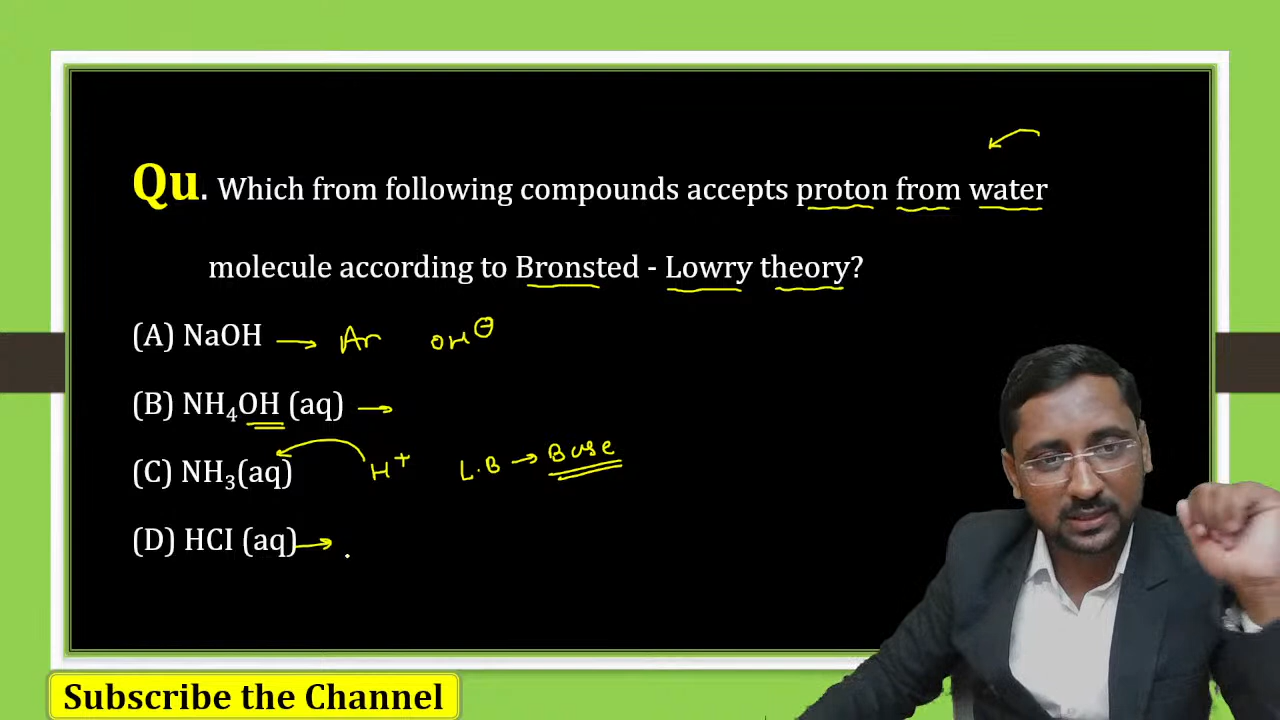 Qu. Which from following compounds accepts proton from water
molecule according to Bronsted - Lowry theory?
(A) NaOH → Ar OH⊖
(B) NH₄OH (aq) →
(C) NH₃(aq) H⁺ L.B → Base
(D) HCI (aq) →
Subscribe the Channel